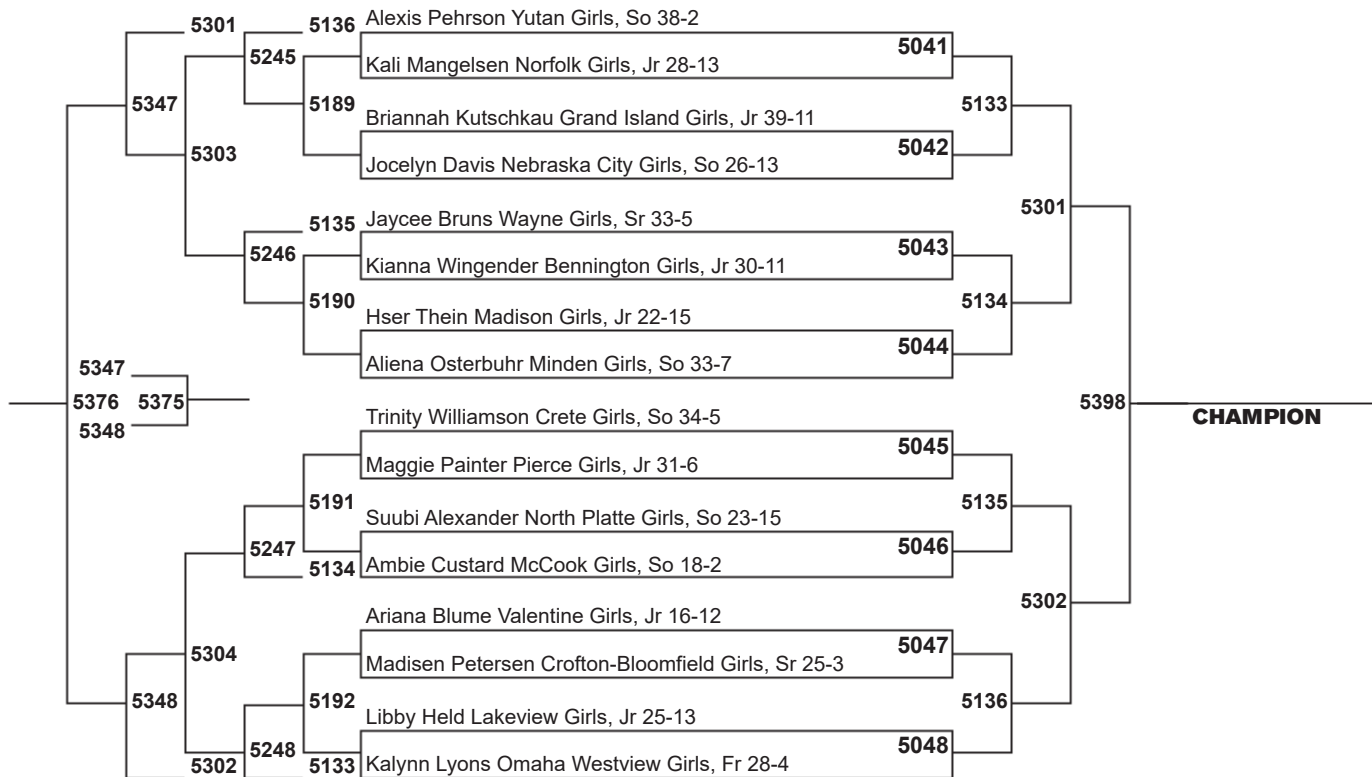 5301 5136 Alexis Pehrson Yutan Girls, So 38-2
5245 5041
Kali Mangelsen Norfolk Girls, Jr 28-13
5347 5189 5133
Briannah Kutschkau Grand Island Girls, Jr 39-11
5303 5042
Jocelyn Davis Nebraska City Girls, So 26-13
5301
5135 Jaycee Bruns Wayne Girls, Sr 33-5
5246 5043
Kianna Wingender Bennington Girls, Jr 30-11
5190 5134
Hser Thein Madison Girls, Jr 22-15
5044
Aliena Osterbuhr Minden Girls, So 33-7
5347
5376 5375 5398
5348 CHAMPION
Trinity Williamson Crete Girls, So 34-5
5045
Maggie Painter Pierce Girls, Jr 31-6
5191 5135
Suubi Alexander North Platte Girls, So 23-15
5247 5046
5134 Ambie Custard McCook Girls, So 18-2
5302
Ariana Blume Valentine Girls, Jr 16-12
5304 5047
Madisen Petersen Crofton-Bloomfield Girls, Sr 25-3
5348 5192 5136
Libby Held Lakeview Girls, Jr 25-13
5248 5048
5302 5133 Kalynn Lyons Omaha Westview Girls, Fr 28-4